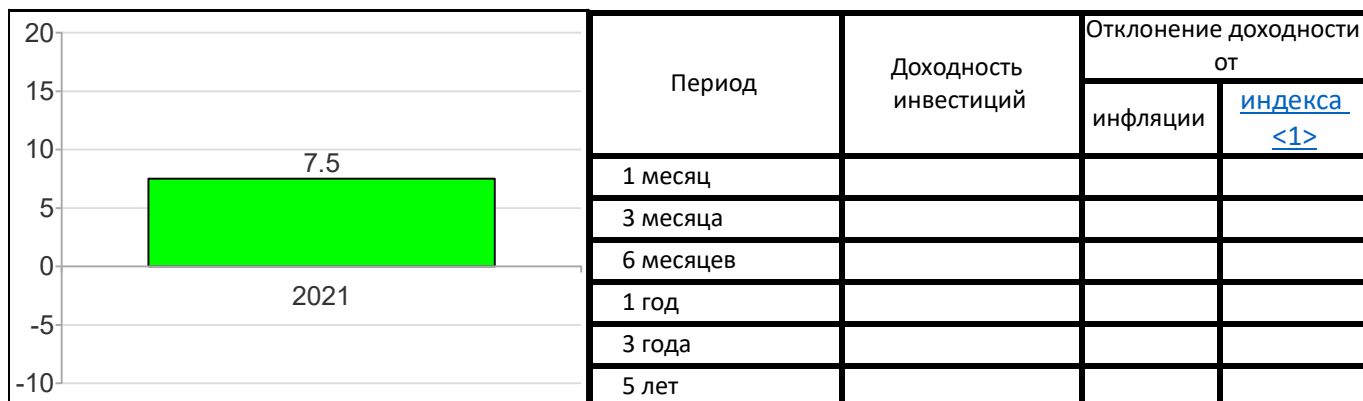 20
15
10
5
0
-5
-10
7.5
2021
Период
Доходность
инвестиций
Отклонение доходности
от
инфляции
индекса
<1>
1 месяц
3 месяца
6 месяцев
1 год
3 года
5 лет